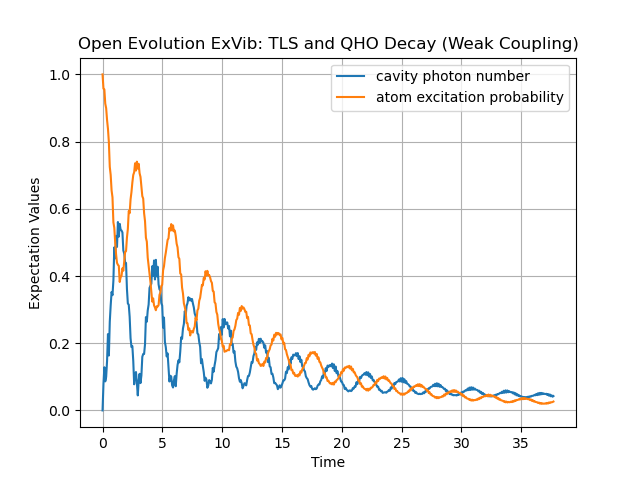 Open Evolution ExVib: TLS and QHO Decay (Weak Coupling)
cavity photon number
atom excitation probability
Expectation Values
1.0
0.8
0.6
0.4
0.2
0.0
0 5 10 15 20 25 30 35
Time